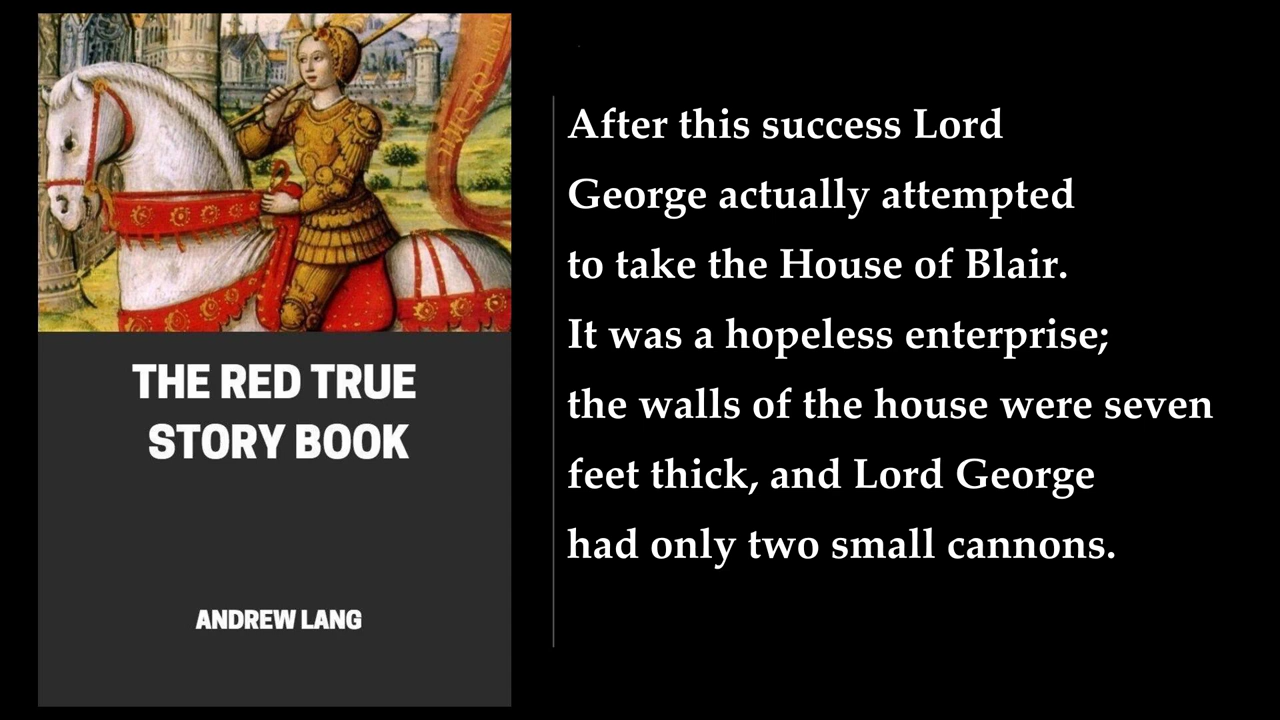 THE RED TRUE
STORY BOOK
ANDREW LANG
After this success Lord
George actually attempted
to take the House of Blair.
It was a hopeless enterprise;
the walls of the house were seven
feet thick, and Lord George
had only two small cannons.